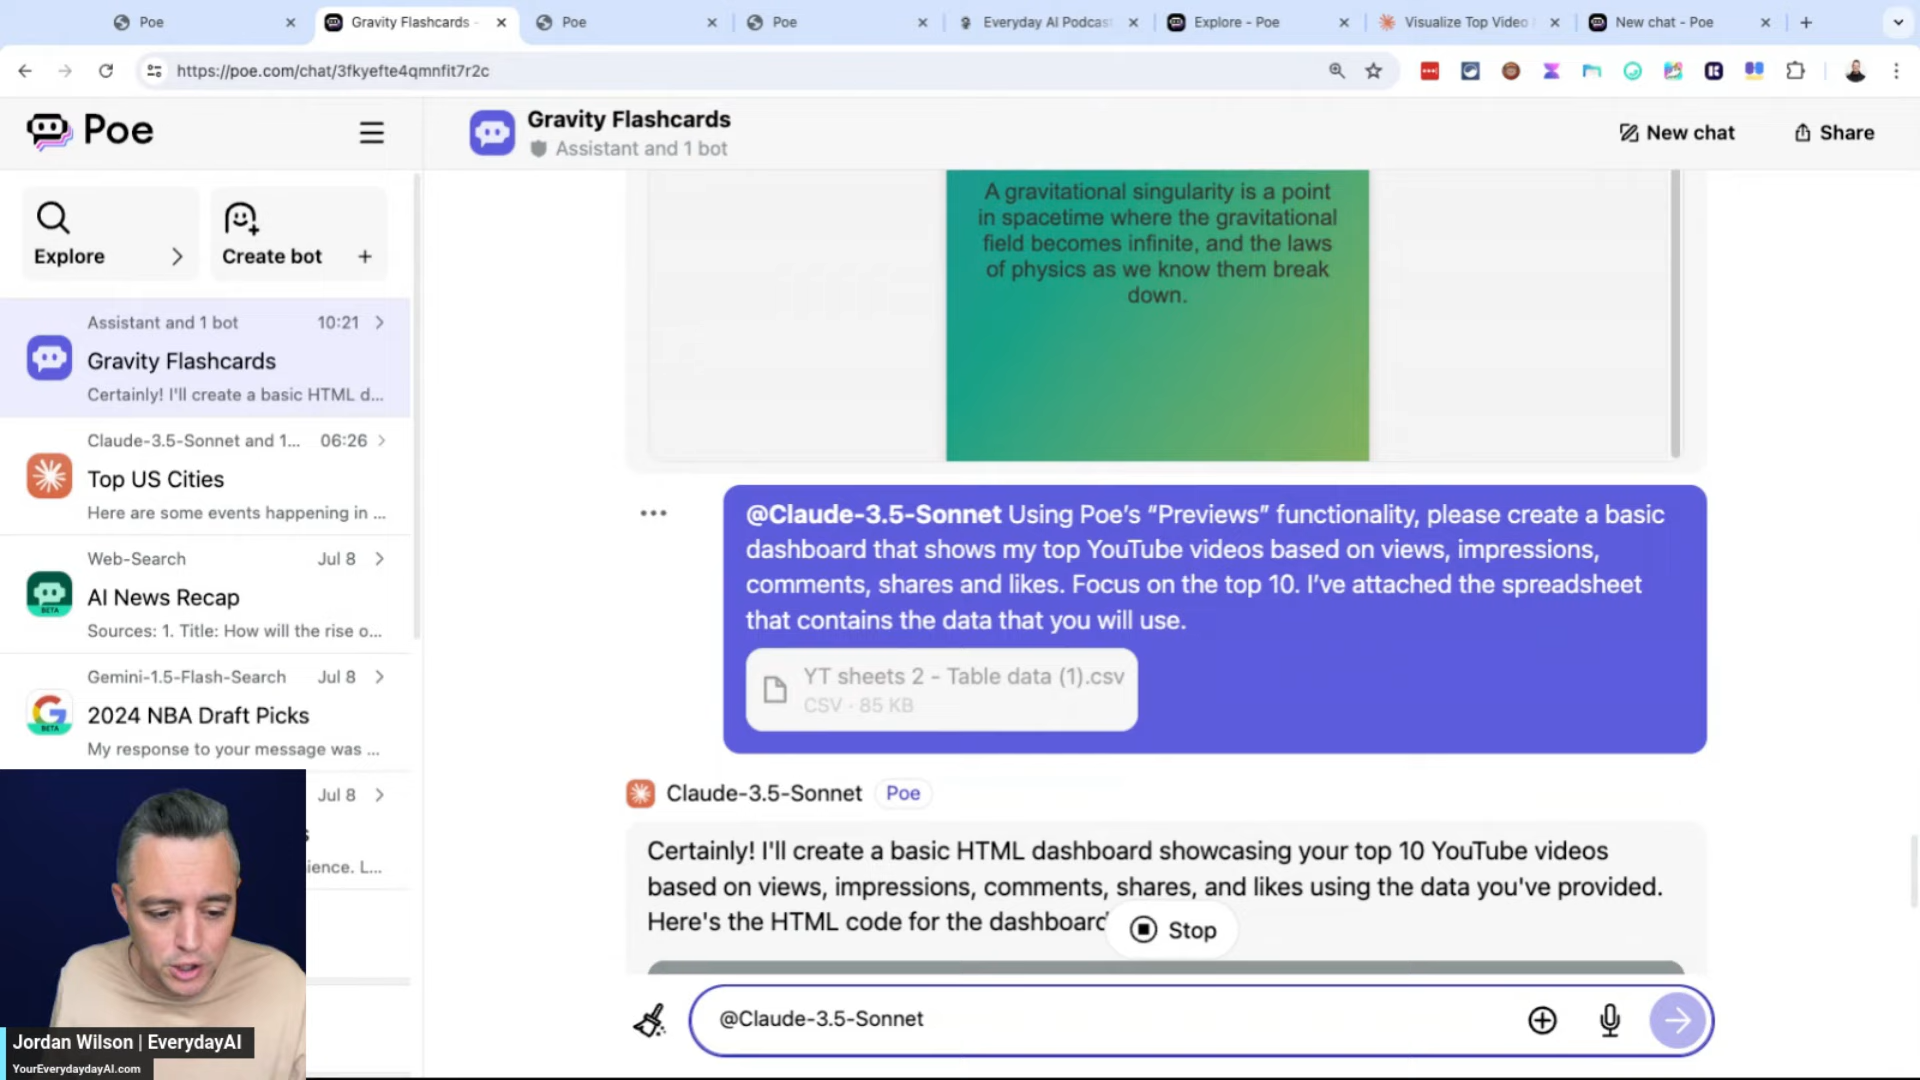 Poe
Gravity Flashcards -
Poe
Poe
Everyday AI Podcast
Explore - Poe
Visualize Top Video
New chat - Poe
https://poe.com/chat/3fkyefte4qmnfit7r2c
Poe
Gravity Flashcards
Assistant and 1 bot
New chat
Share
Explore
Create bot
Assistant and 1 bot 10:21
Gravity Flashcards
Certainly! I'll create a basic HTML d...
Claude-3.5-Sonnet and 1... 06:26
Top US Cities
Here are some events happening in ...
Web-Search Jul 8
BETA
AI News Recap
Sources: 1. Title: How will the rise o...
Gemini-1.5-Flash-Search Jul 8
BETA
2024 NBA Draft Picks
My response to your message was ...
Jul 8
ience. L...
A gravitational singularity is a point
in spacetime where the gravitational
field becomes infinite, and the laws
of physics as we know them break
down.
@Claude-3.5-Sonnet Using Poe’s “Previews” functionality, please create a basic
dashboard that shows my top YouTube videos based on views, impressions,
comments, shares and likes. Focus on the top 10. I’ve attached the spreadsheet
that contains the data that you will use.
YT sheets 2 - Table data (1).csv
CSV · 85 KB
Claude-3.5-Sonnet Poe
Certainly! I'll create a basic HTML dashboard showcasing your top 10 YouTube videos
based on views, impressions, comments, shares, and likes using the data you've provided.
Here's the HTML code for the dashboard
Stop
@Claude-3.5-Sonnet
Jordan Wilson | EverydayAI
YourEverydayAI.com